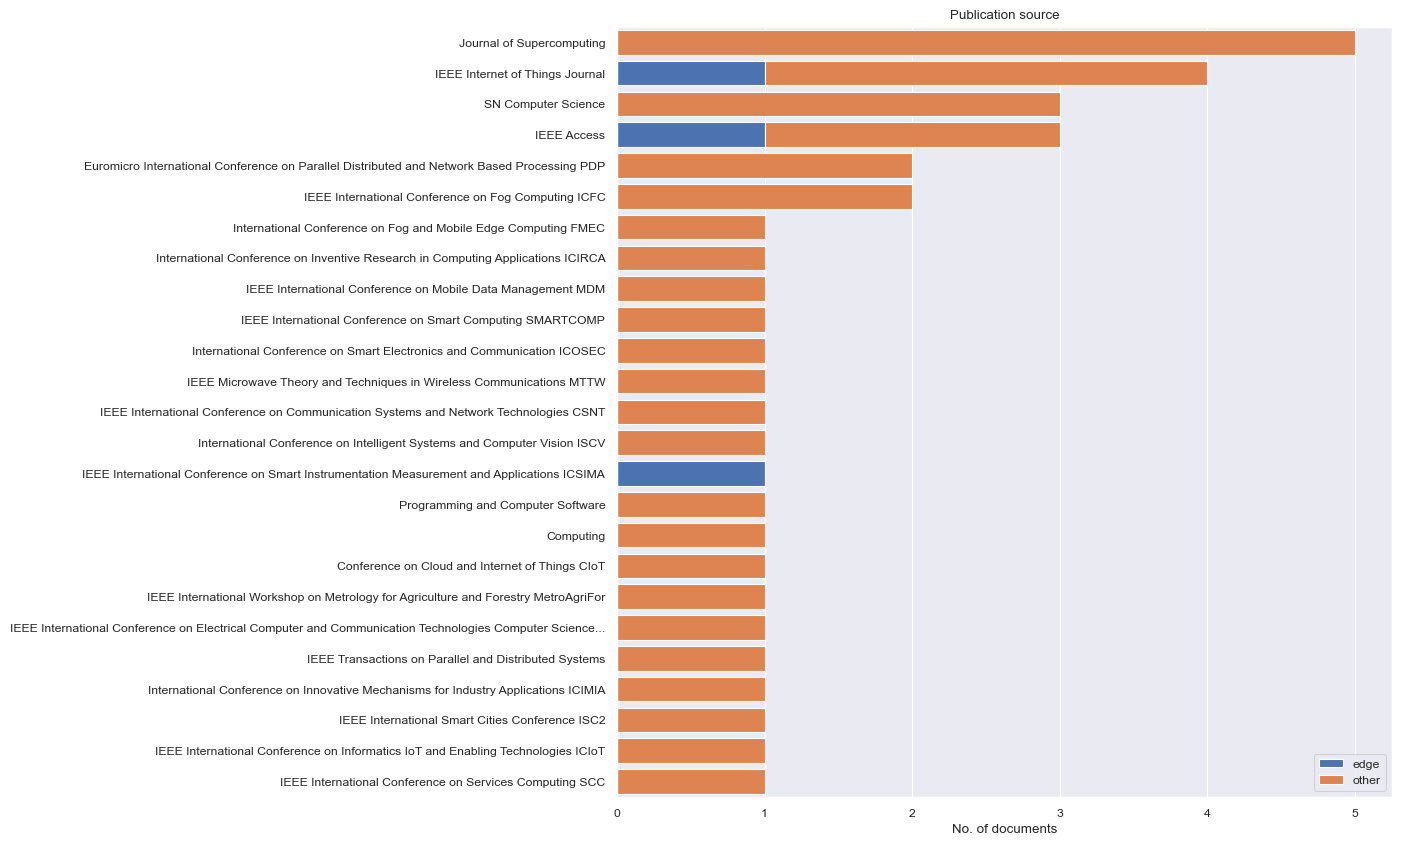 Publication source
Journal of Supercomputing
IEEE Internet of Things Journal
SN Computer Science
IEEE Access
Euromicro International Conference on Parallel Distributed and Network Based Processing PDP
IEEE International Conference on Fog Computing ICFC
International Conference on Fog and Mobile Edge Computing FMEC
International Conference on Inventive Research in Computing Applications ICIRCA
IEEE International Conference on Mobile Data Management MDM
IEEE International Conference on Smart Computing SMARTCOMP
International Conference on Smart Electronics and Communication ICOSEC
IEEE Microwave Theory and Techniques in Wireless Communications MTTW
IEEE International Conference on Communication Systems and Network Technologies CSNT
International Conference on Intelligent Systems and Computer Vision ISCV
IEEE International Conference on Smart Instrumentation Measurement and Applications ICSIMA
Programming and Computer Software
Computing
Conference on Cloud and Internet of Things CIoT
IEEE International Workshop on Metrology for Agriculture and Forestry MetroAgriFor
IEEE International Conference on Electrical Computer and Communication Technologies Computer Science...
IEEE Transactions on Parallel and Distributed Systems
International Conference on Innovative Mechanisms for Industry Applications ICIMIA
IEEE International Smart Cities Conference ISC2
IEEE International Conference on Informatics IoT and Enabling Technologies ICIoT
IEEE International Conference on Services Computing SCC
edge
other
0 1 2 3 4 5
No. of documents